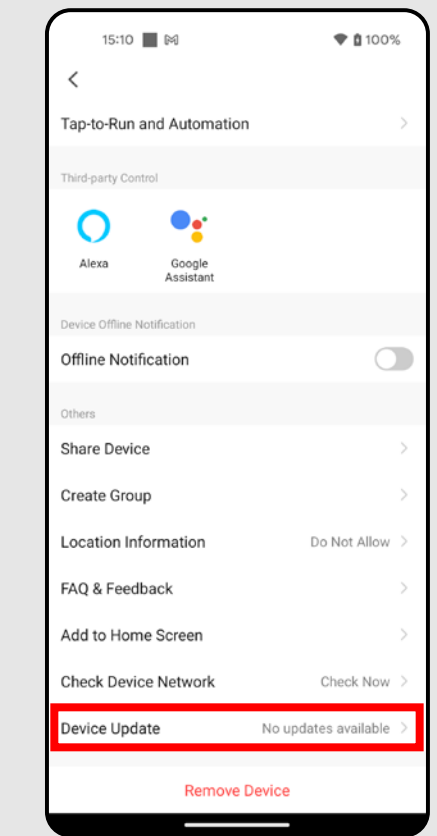 15:10 100%
Tap-to-Run and Automation
Third-party Control
Alexa
Google
Assistant
Device Offline Notification
Offline Notification
Others
Share Device
Create Group
Location Information Do Not Allow
FAQ & Feedback
Add to Home Screen
Check Device Network Check Now
Device Update No updates available
Remove Device